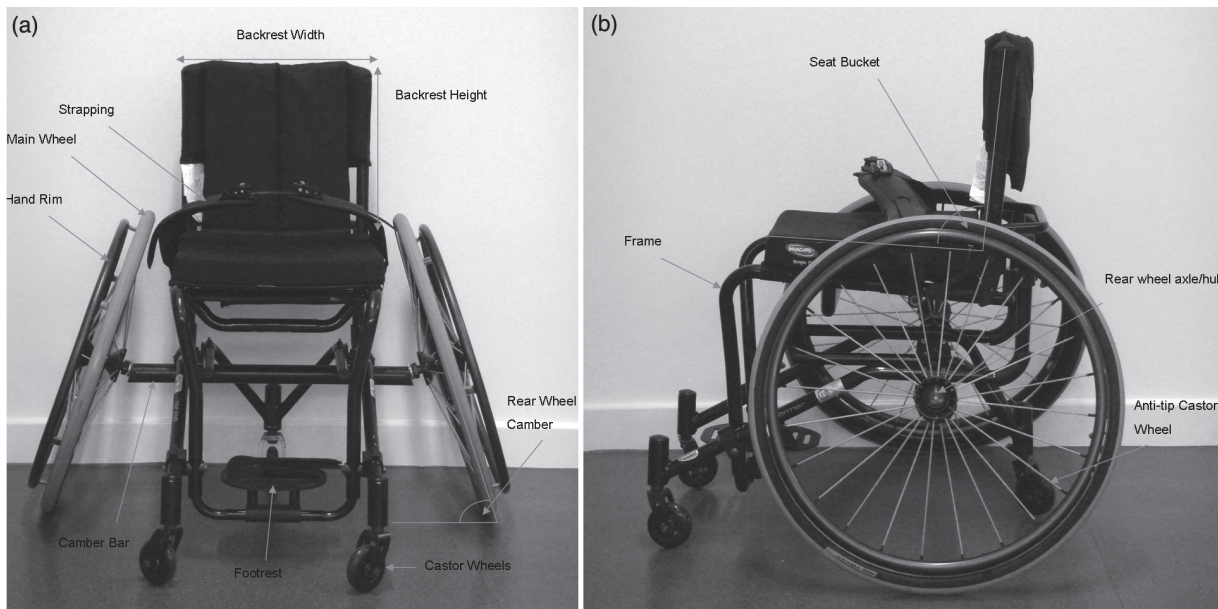 (a)
Backrest Width
Backrest Height
Strapping
Main Wheel
Hand Rim
Rear Wheel
Camber
Camber Bar
Footrest
Castor Wheels
(b)
Seat Bucket
Frame
Rear wheel axle/hub
Anti-tip Castor
Wheel